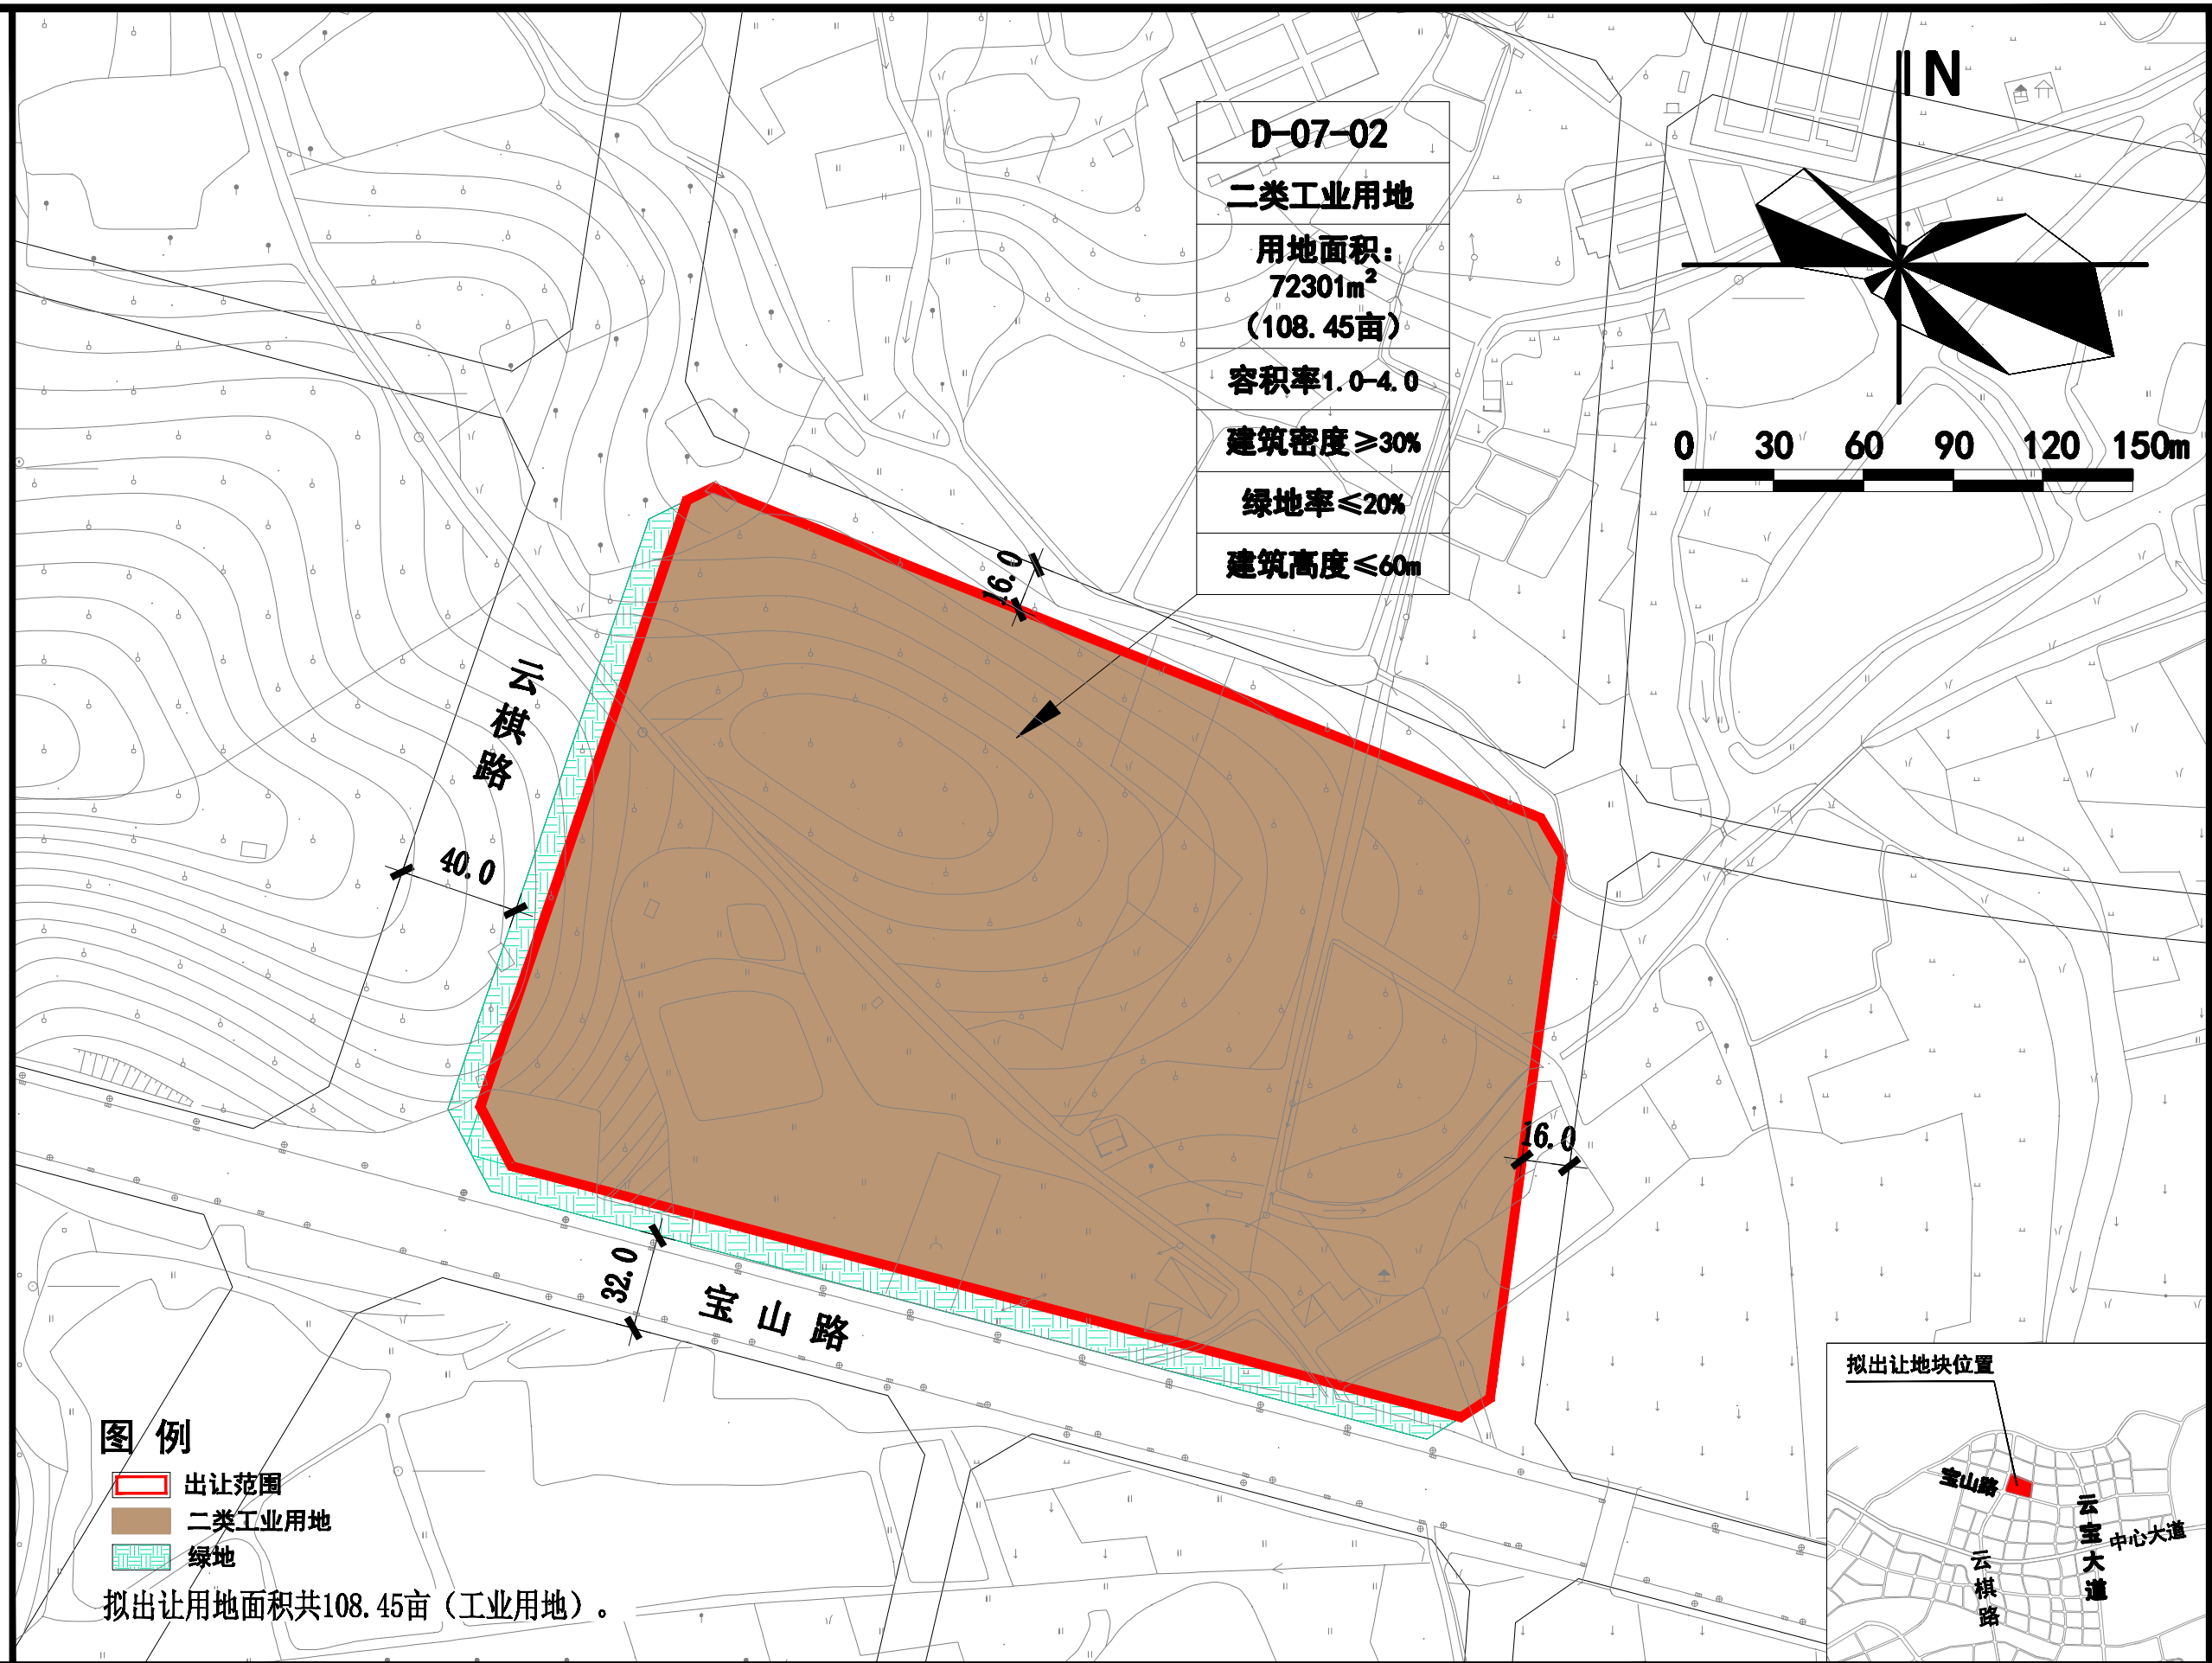 N
D-07-02
二类工业用地
用地面积:
72301m²
(108.45亩)
容积率1.0-4.0
建筑密度≥30%
绿地率≤20%
建筑高度≤60m
0 30 60 90 120 150m
16.0
云棋路
40.0
16.0
32.0
宝山路
图例
出让范围
二类工业用地
绿地
拟出让用地面积共108.45亩（工业用地）。
拟出让地块位置
宝山路
云宝大道
中心大道
云棋路